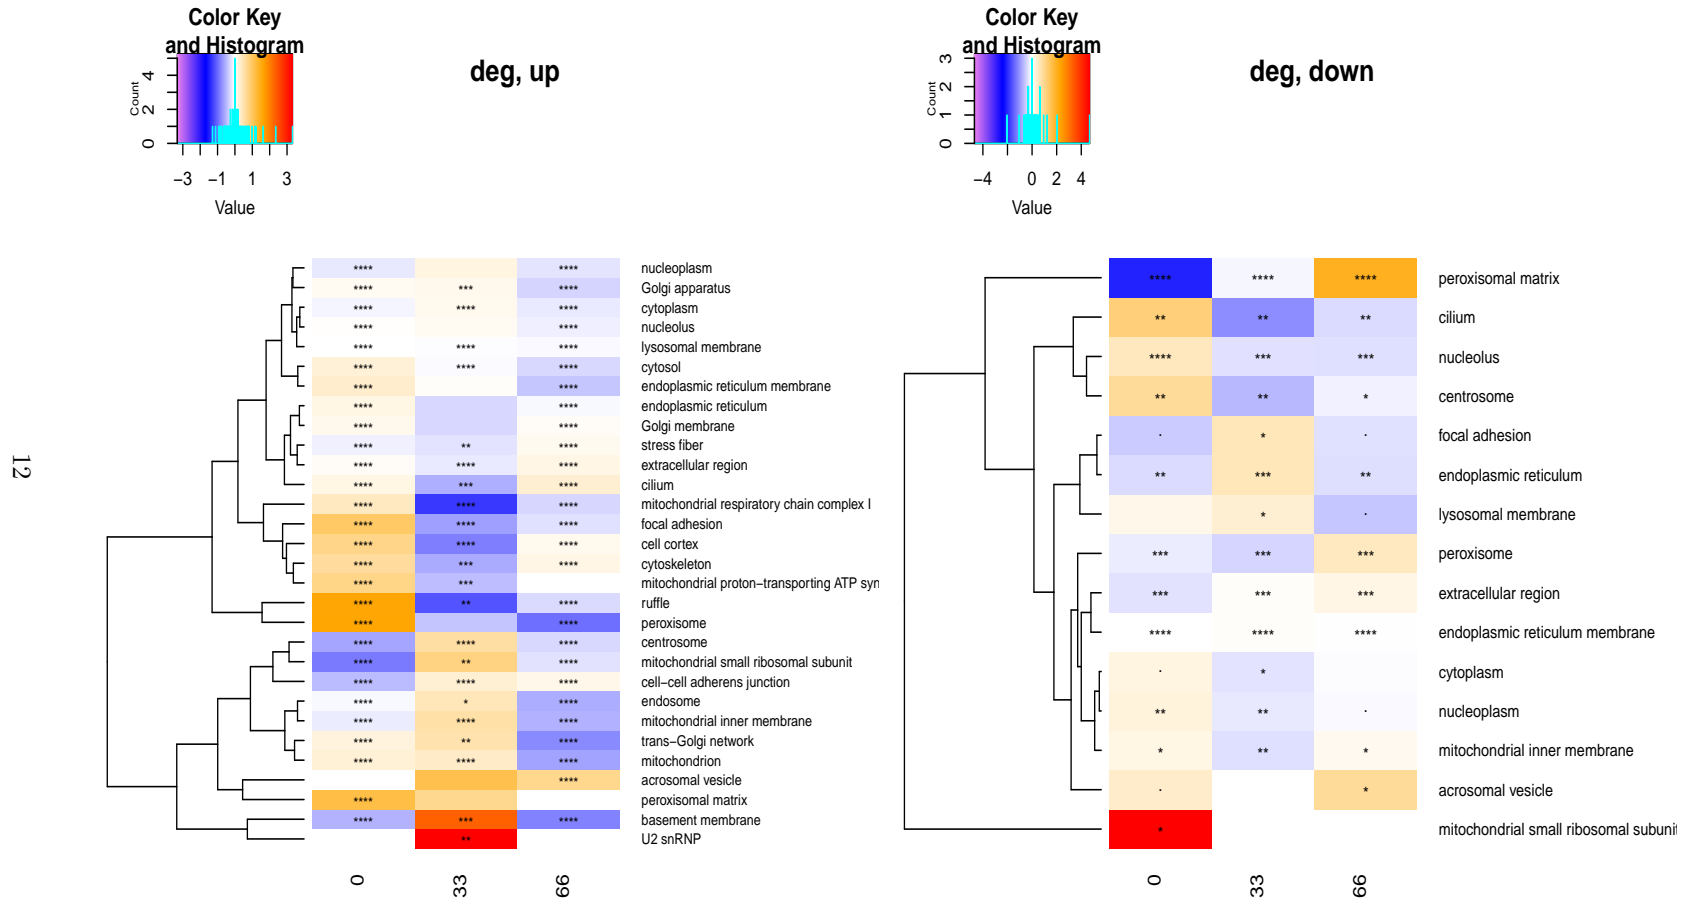 Color Key
and Histogram
Count
0 2 4
−3 −1 1 3
Value
deg, up
**** ****
**** *** ****
**** **** ****
**** ****
**** **** ****
**** **** ****
**** ****
**** ****
**** ****
**** ** ****
**** **** ****
**** *** ****
**** **** ****
**** **** ****
**** **** ****
**** *** ****
**** ***
**** ** ****
**** ****
**** **** ****
**** ** ****
**** **** ****
**** * ****
**** **** ****
**** ** ****
**** **** ****
****
****
**** *** ****
**
nucleoplasm
Golgi apparatus
cytoplasm
nucleolus
lysosomal membrane
cytosol
endoplasmic reticulum membrane
endoplasmic reticulum
Golgi membrane
stress fiber
extracellular region
cilium
mitochondrial respiratory chain complex I
focal adhesion
cell cortex
cytoskeleton
mitochondrial proton−transporting ATP syn
ruffle
peroxisome
centrosome
mitochondrial small ribosomal subunit
cell−cell adherens junction
endosome
mitochondrial inner membrane
trans−Golgi network
mitochondrion
acrosomal vesicle
peroxisomal matrix
basement membrane
U2 snRNP
0 33 66
Color Key
and Histogram
Count
0 1 2 3
−4 0 2 4
Value
deg, down
**** **** ****
** ** **
**** *** ***
** ** *
. * .
** *** **
* .
*** *** ***
*** *** ***
**** **** ****
. *
** ** .
* ** *
. *
*
peroxisomal matrix
cilium
nucleolus
centrosome
focal adhesion
endoplasmic reticulum
lysosomal membrane
peroxisome
extracellular region
endoplasmic reticulum membrane
cytoplasm
nucleoplasm
mitochondrial inner membrane
acrosomal vesicle
mitochondrial small ribosomal subuni
0 33 66
12